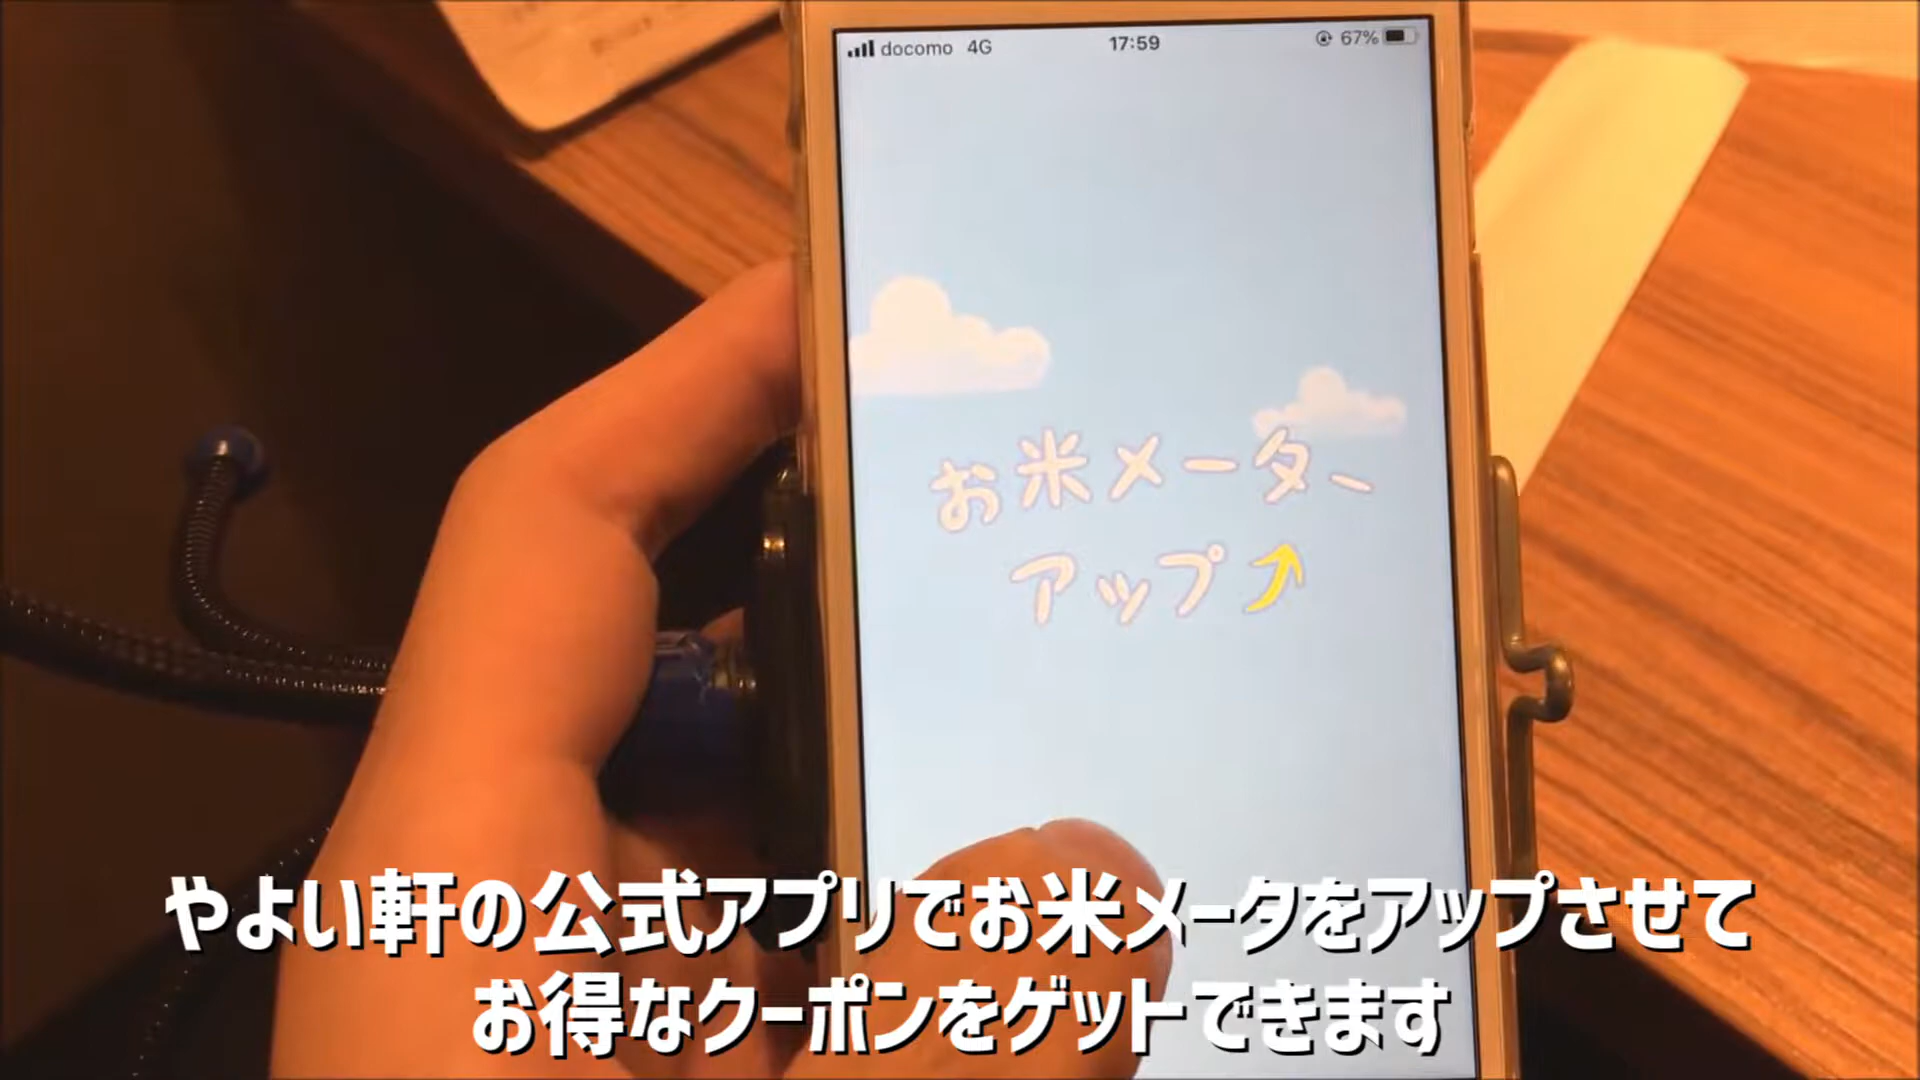 docomo 4G 17:59 67%
お米メーター
アップ↑
やよい軒の公式アプリでお米メータをアップさせて
お得なクーポンをゲットできます